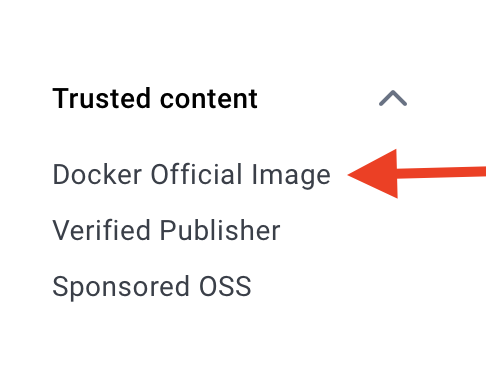 Trusted content
Docker Official Image
Verified Publisher
Sponsored OSS